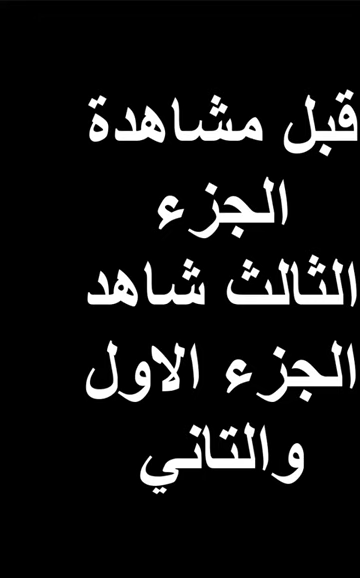 قبل مشاهدة
الجزء
الثالث شاهد
الجزء الاول
والتاني